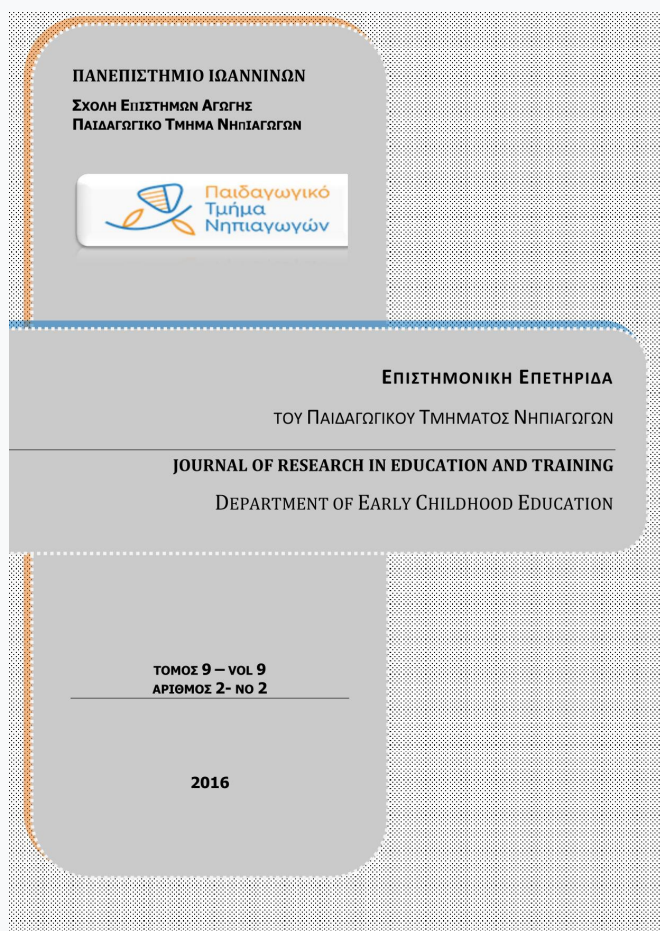 ΠΑΝΕΠΙΣΤΗΜΙΟ ΙΩΑΝΝΙΝΩΝ
ΣΧΟΛΗ ΕΠΙΣΤΗΜΩΝ ΑΓΩΓΗΣ
ΠΑΙΔΑΓΩΓΙΚΟ ΤΜΗΜΑ ΝΗΠΙΑΓΩΓΩΝ
Παιδαγωγικό
Τμήμα
Νηπιαγωγών
ΕΠΙΣΤΗΜΟΝΙΚΗ ΕΠΕΤΗΡΙΔΑ
ΤΟΥ ΠΑΙΔΑΓΩΓΙΚΟΥ ΤΜΗΜΑΤΟΣ ΝΗΠΙΑΓΩΓΩΝ
JOURNAL OF RESEARCH IN EDUCATION AND TRAINING
DEPARTMENT OF EARLY CHILDHOOD EDUCATION
ΤΟΜΟΣ 9 – VOL 9
ΑΡΙΘΜΟΣ 2- NO 2
2016